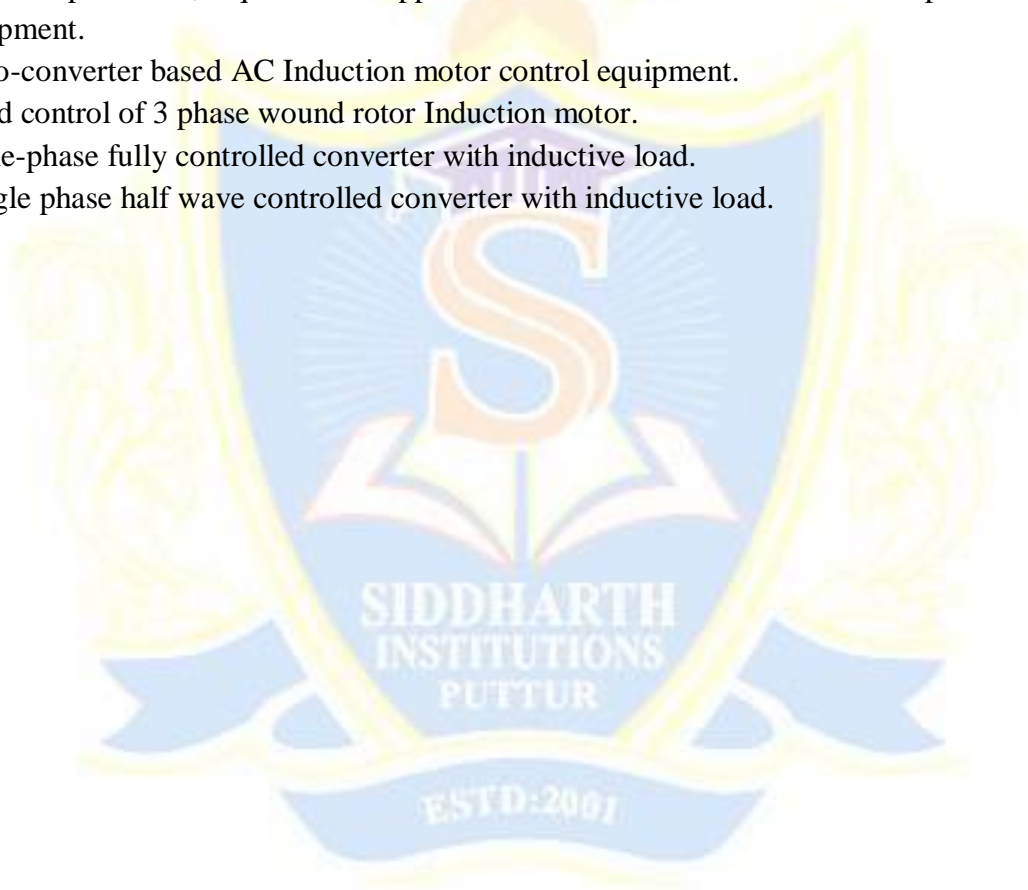 pment.
o-converter based AC Induction motor control equipment.
d control of 3 phase wound rotor Induction motor.
e-phase fully controlled converter with inductive load.
gle phase half wave controlled converter with inductive load.
S
SIDDHARTH
INSTITUTIONS
PUTTUR
ESTD:2001